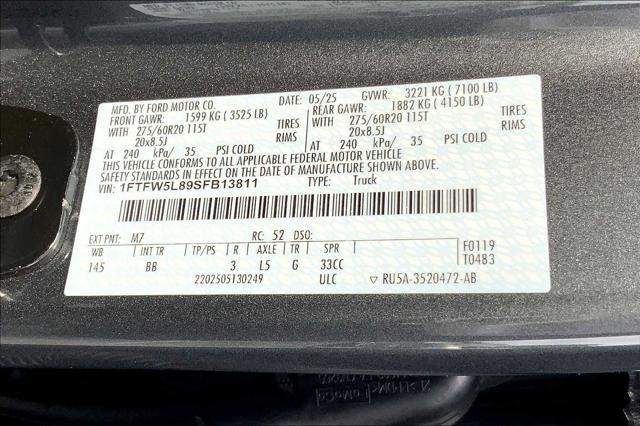 MFD. BY FORD MOTOR CO. DATE: 05/25 GVWR: 3221 KG ( 7100 LB)
FRONT GAWR: 1599 KG ( 3525 LB) REAR GAWR: 1882 KG ( 4150 LB)
WITH 275/60R20 115T TIRES WITH 275/60R20 115T TIRES
20x8.5J RIMS 20x8.5J RIMS
AT 240 kPa/ 35 PSI COLD AT 240 kPa/ 35 PSI COLD
THIS VEHICLE CONFORMS TO ALL APPLICABLE FEDERAL MOTOR VEHICLE
SAFETY STANDARDS IN EFFECT ON THE DATE OF MANUFACTURE SHOWN ABOVE.
VIN: 1FTFW5L89SFB13811 TYPE: Truck
EXT PNT: M7 RC: 52 DSO:
WB INT TR TP/PS R AXLE TR SPR F0119
145 BB 3 L5 G 33CC T0483
2202505130249 ULC RU5A-3520472-AB